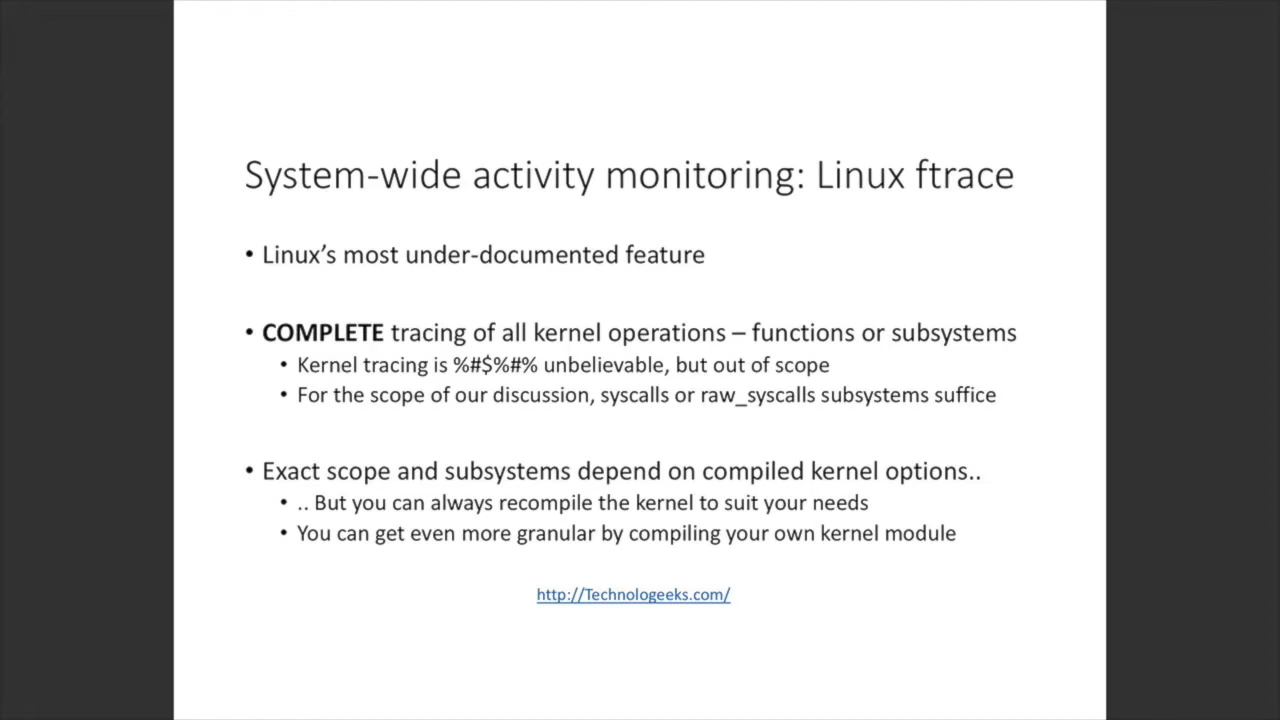 System-wide activity monitoring: Linux ftrace
• Linux’s most under-documented feature
• COMPLETE tracing of all kernel operations – functions or subsystems
• Kernel tracing is %#$%#% unbelievable, but out of scope
• For the scope of our discussion, syscalls or raw_syscalls subsystems suffice
• Exact scope and subsystems depend on compiled kernel options..
• .. But you can always recompile the kernel to suit your needs
• You can get even more granular by compiling your own kernel module
http://Technologeeks.com/